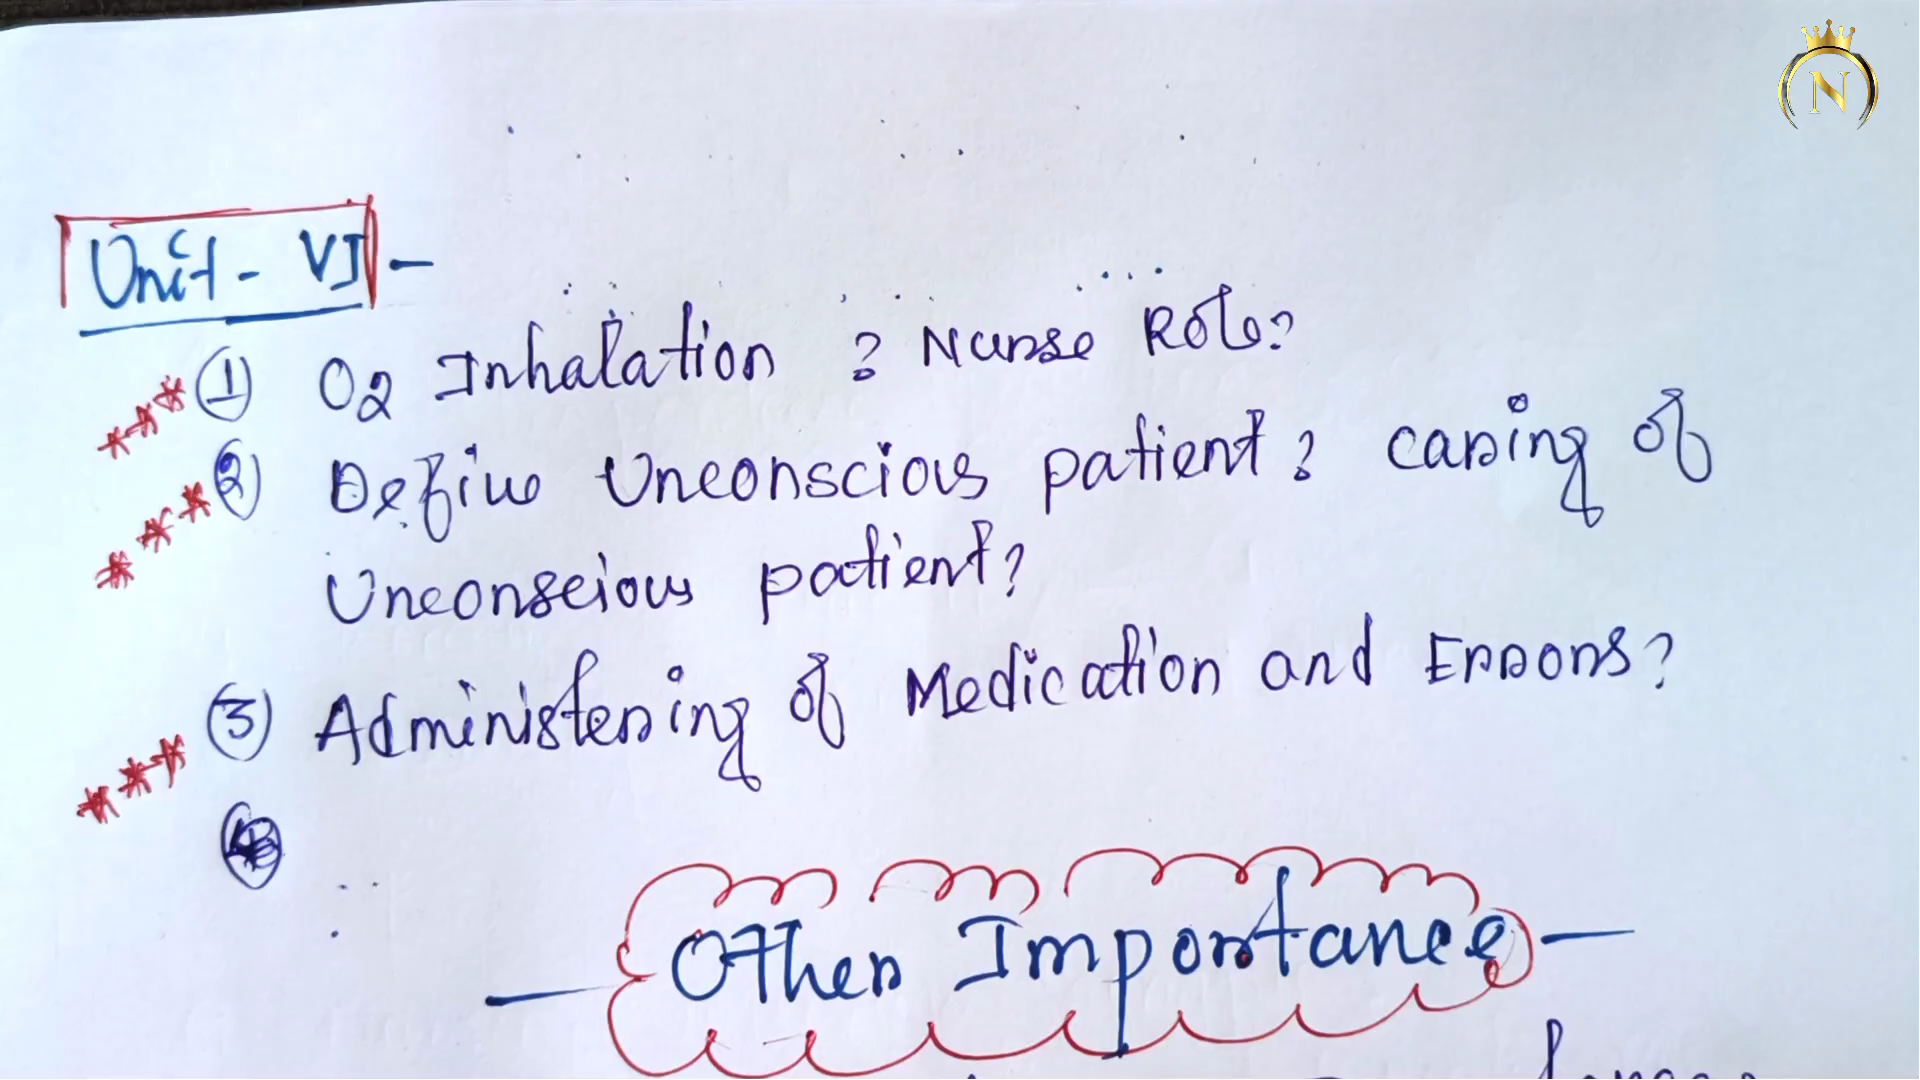 N
Unit - VI -
*** ① O2 Inhalation ? Nurse Role?
*** ② Define Unconscious patient? caring of
Unconscious patient?
*** ③ Administering of Medication and Errors?
- Other Importance -